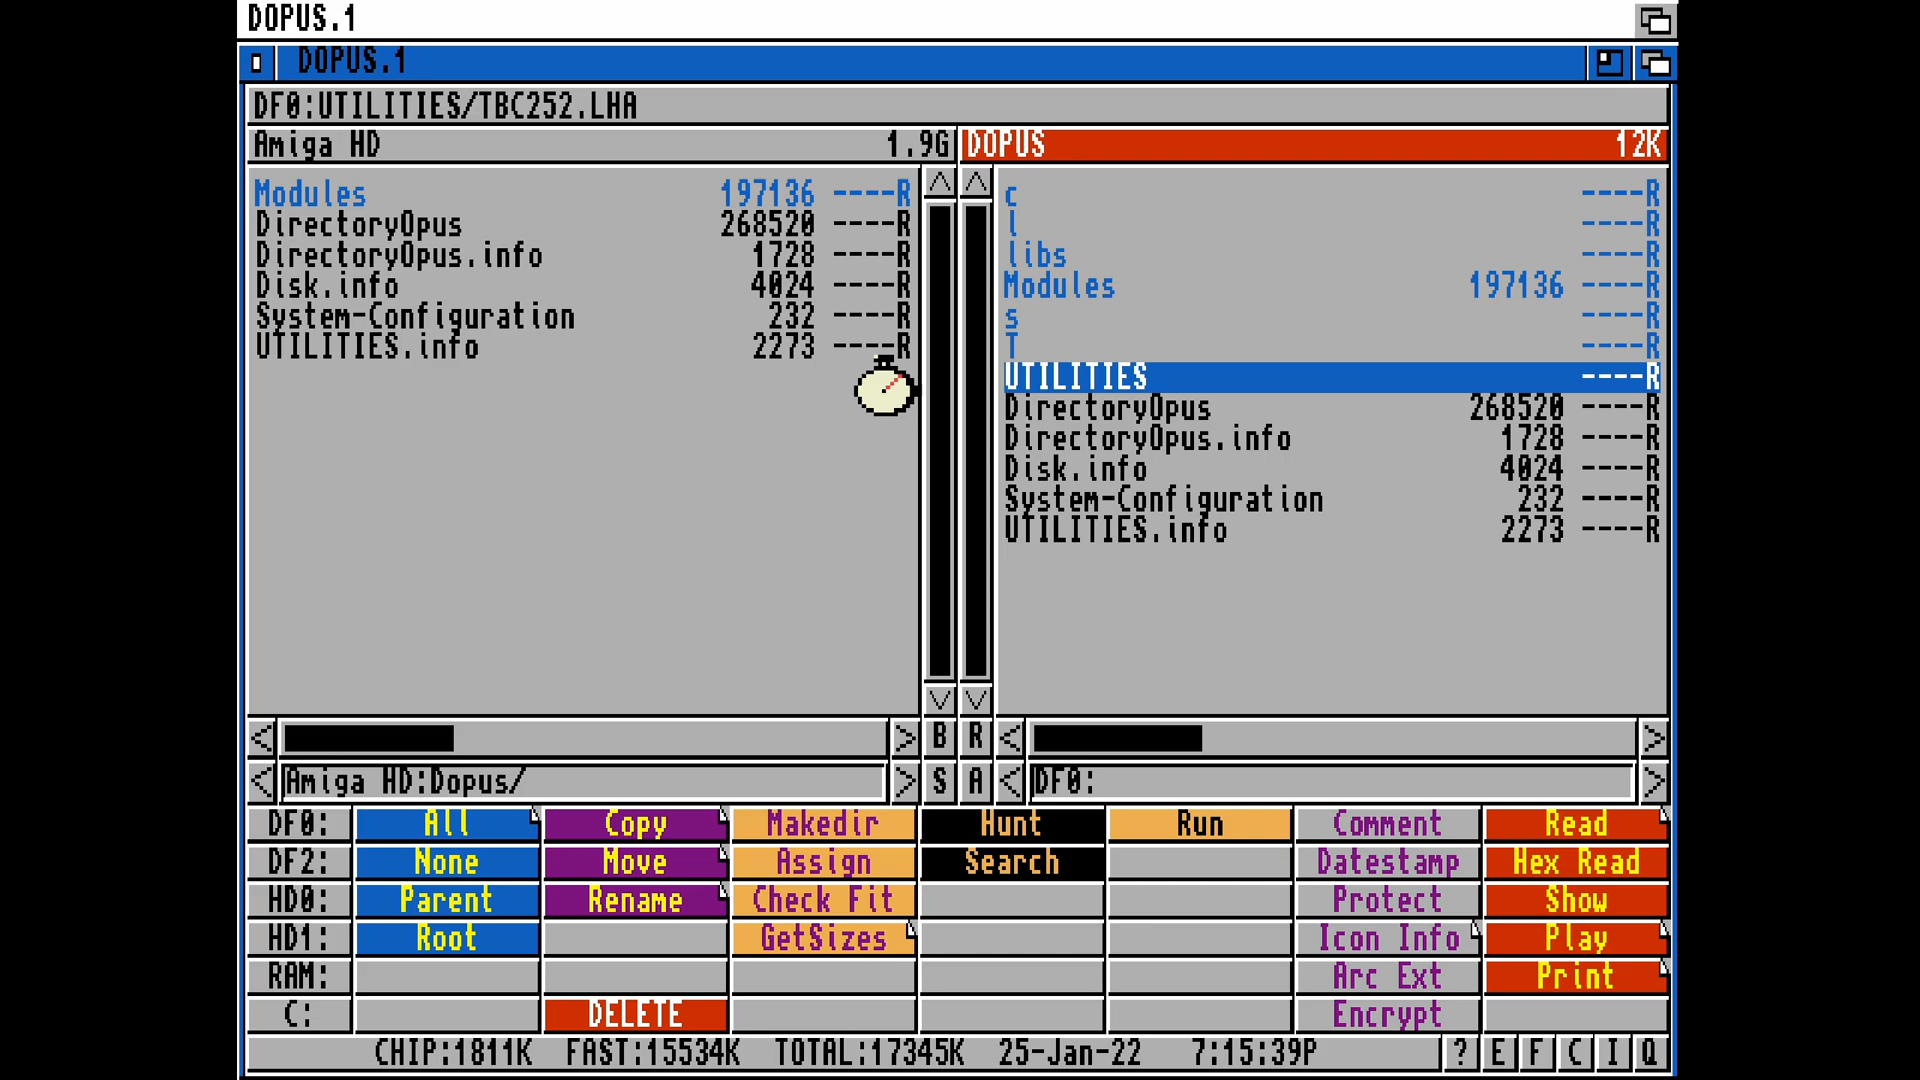 DOPUS.1
DOPUS.1
DF0:UTILITIES/TBC252.LHA
Amiga HD 1.9G DOPUS 12K
Modules 197136 ----R
DirectoryOpus 268520 ----R
DirectoryOpus.info 1728 ----R
Disk.info 4024 ----R
System-Configuration 232 ----R
UTILITIES.info 2273 ----R
c ----R
l ----R
libs ----R
Modules 197136 ----R
s ----R
T ----R
UTILITIES ----R
DirectoryOpus 268520 ----R
DirectoryOpus.info 1728 ----R
Disk.info 4024 ----R
System-Configuration 232 ----R
UTILITIES.info 2273 ----R
< > B R < >
< Amiga HD:Dopus/ > S A < DF0: >
DF0: All Copy Makedir Hunt Run Comment Read
DF2: None Move Assign Search Datestamp Hex Read
HD0: Parent Rename Check Fit Protect Show
HD1: Root GetSizes Icon Info Play
RAM: Arc Ext Print
C: DELETE Encrypt
CHIP:1811K FAST:15534K TOTAL:17345K 25-Jan-22 7:15:39P ? E F C I Q